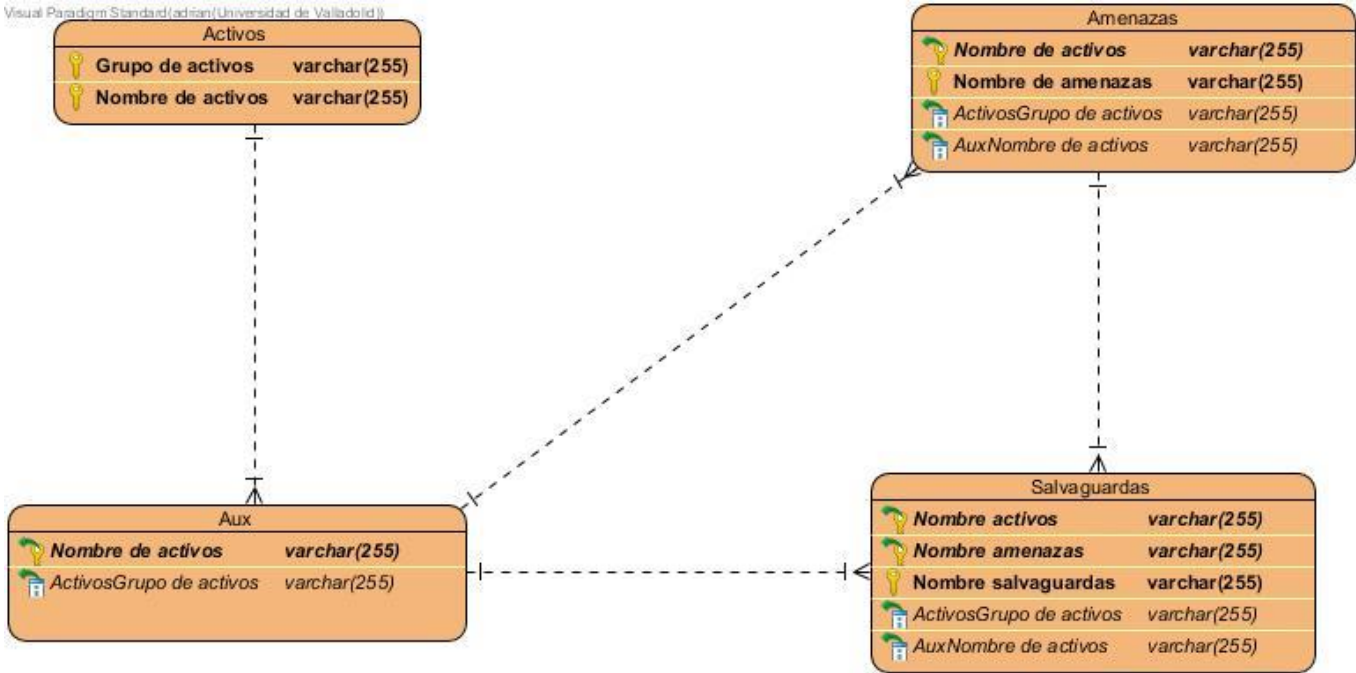 Visual Paradigm Standard(adrian(Universidad de Valladolid))
Activos
Grupo de activos varchar(255)
Nombre de activos varchar(255)
Amenazas
Nombre de activos varchar(255)
Nombre de amenazas varchar(255)
ActivosGrupo de activos varchar(255)
AuxNombre de activos varchar(255)
Aux
Nombre de activos varchar(255)
ActivosGrupo de activos varchar(255)
Salvaguardas
Nombre activos varchar(255)
Nombre amenazas varchar(255)
Nombre salvaguardas varchar(255)
ActivosGrupo de activos varchar(255)
AuxNombre de activos varchar(255)